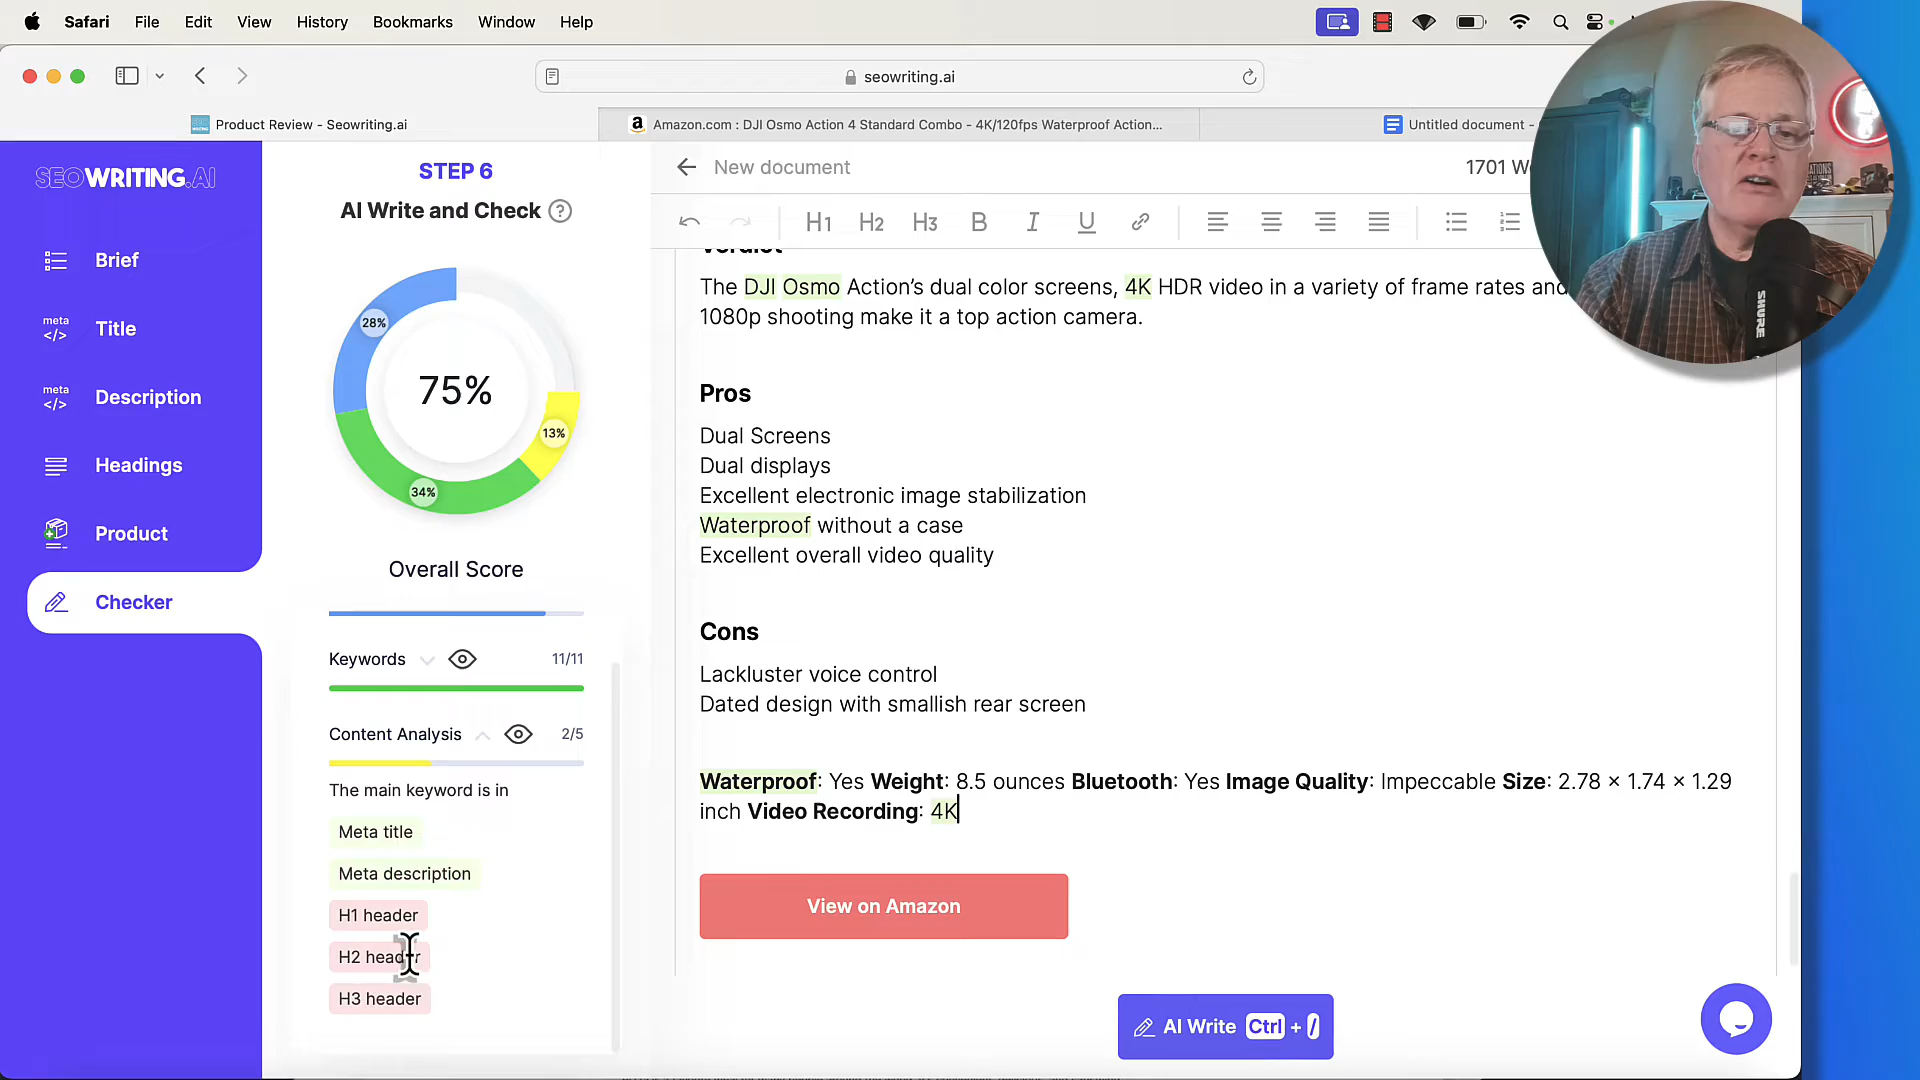 Safari File Edit View History Bookmarks Window Help
seowriting.ai
Product Review - Seowriting.ai
Amazon.com : DJI Osmo Action 4 Standard Combo - 4K/120fps Waterproof Action...
Untitled document -
SEOWRITING.AI
Brief
meta </> Title
meta </> Description
Headings
Product
Checker
STEP 6
AI Write and Check ?
28%
75%
13%
34%
Overall Score
Keywords 11/11
Content Analysis 2/5
The main keyword is in
Meta title
Meta description
H1 header
H2 header
H3 header
New document
1701
H1 H2 H3 B I U
Verdict
The DJI Osmo Action’s dual color screens, 4K HDR video in a variety of frame rates and
1080p shooting make it a top action camera.
Pros
Dual Screens
Dual displays
Excellent electronic image stabilization
Waterproof without a case
Excellent overall video quality
Cons
Lackluster voice control
Dated design with smallish rear screen
Waterproof: Yes Weight: 8.5 ounces Bluetooth: Yes Image Quality: Impeccable Size: 2.78 × 1.74 × 1.29
inch Video Recording: 4K
View on Amazon
AI Write Ctrl + /
SHURE